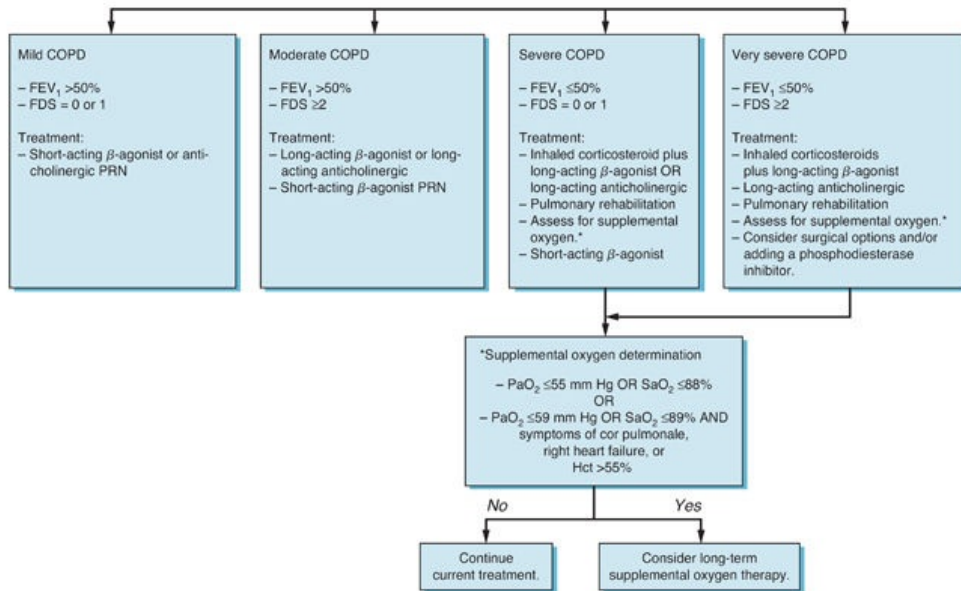 Mild COPD
– FEV₁ >50%
– FDS = 0 or 1
Treatment:
– Short-acting β-agonist or anti-
cholinergic PRN
Moderate COPD
– FEV₁ >50%
– FDS ≥2
Treatment:
– Long-acting β-agonist or long-
acting anticholinergic
– Short-acting β-agonist PRN
Severe COPD
– FEV₁ ≤50%
– FDS = 0 or 1
Treatment:
– Inhaled corticosteroid plus
long-acting β-agonist OR
long-acting anticholinergic
– Pulmonary rehabilitation
– Assess for supplemental
oxygen.*
– Short-acting β-agonist
Very severe COPD
– FEV₁ ≤50%
– FDS ≥2
Treatment:
– Inhaled corticosteroids
plus long-acting β-agonist
– Long-acting anticholinergic
– Pulmonary rehabilitation
– Assess for supplemental oxygen.*
– Consider surgical options and/or
adding a phosphodiesterase
inhibitor.
*Supplemental oxygen determination
– PaO₂ ≤55 mm Hg OR SaO₂ ≤88%
OR
– PaO₂ ≤59 mm Hg OR SaO₂ ≤89% AND
symptoms of cor pulmonale,
right heart failure, or
Hct >55%
No
Yes
Continue
current treatment.
Consider long-term
supplemental oxygen therapy.